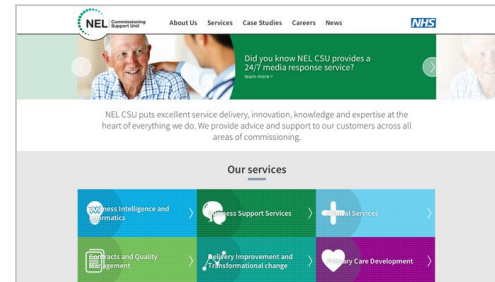 NEL Commissioning
Support Unit
About Us Services Case Studies Careers News
NHS
Did you know NEL CSU provides a
24/7 media response service?
learn more >
NEL CSU puts excellent service delivery, innovation, knowledge and expertise at the
heart of everything we do. We provide advice and support to our customers across all
areas of commissioning.
Our services
Intelligence and
Support Services
Services
Contracts and Quality
Management
Delivery Improvement and
Transformational change
Care Development